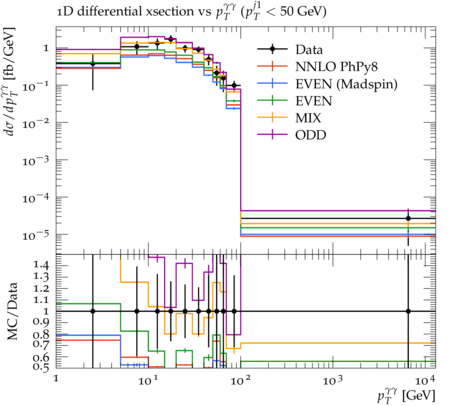 1D differential xsection vs p_T^{γγ} (p_T^{j1} < 50 GeV)
dσ/dp_T^{γγ} [fb/GeV]
10
1
10^{−1}
10^{−2}
10^{−3}
10^{−4}
10^{−5}
Data
NNLO PhPy8
EVEN (Madspin)
EVEN
MIX
ODD
MC/Data
1.4
1.3
1.2
1.1
1
0.9
0.8
0.7
0.6
0.5
1
10^1
10^2
10^3
10^4
p_T^{γγ} [GeV]